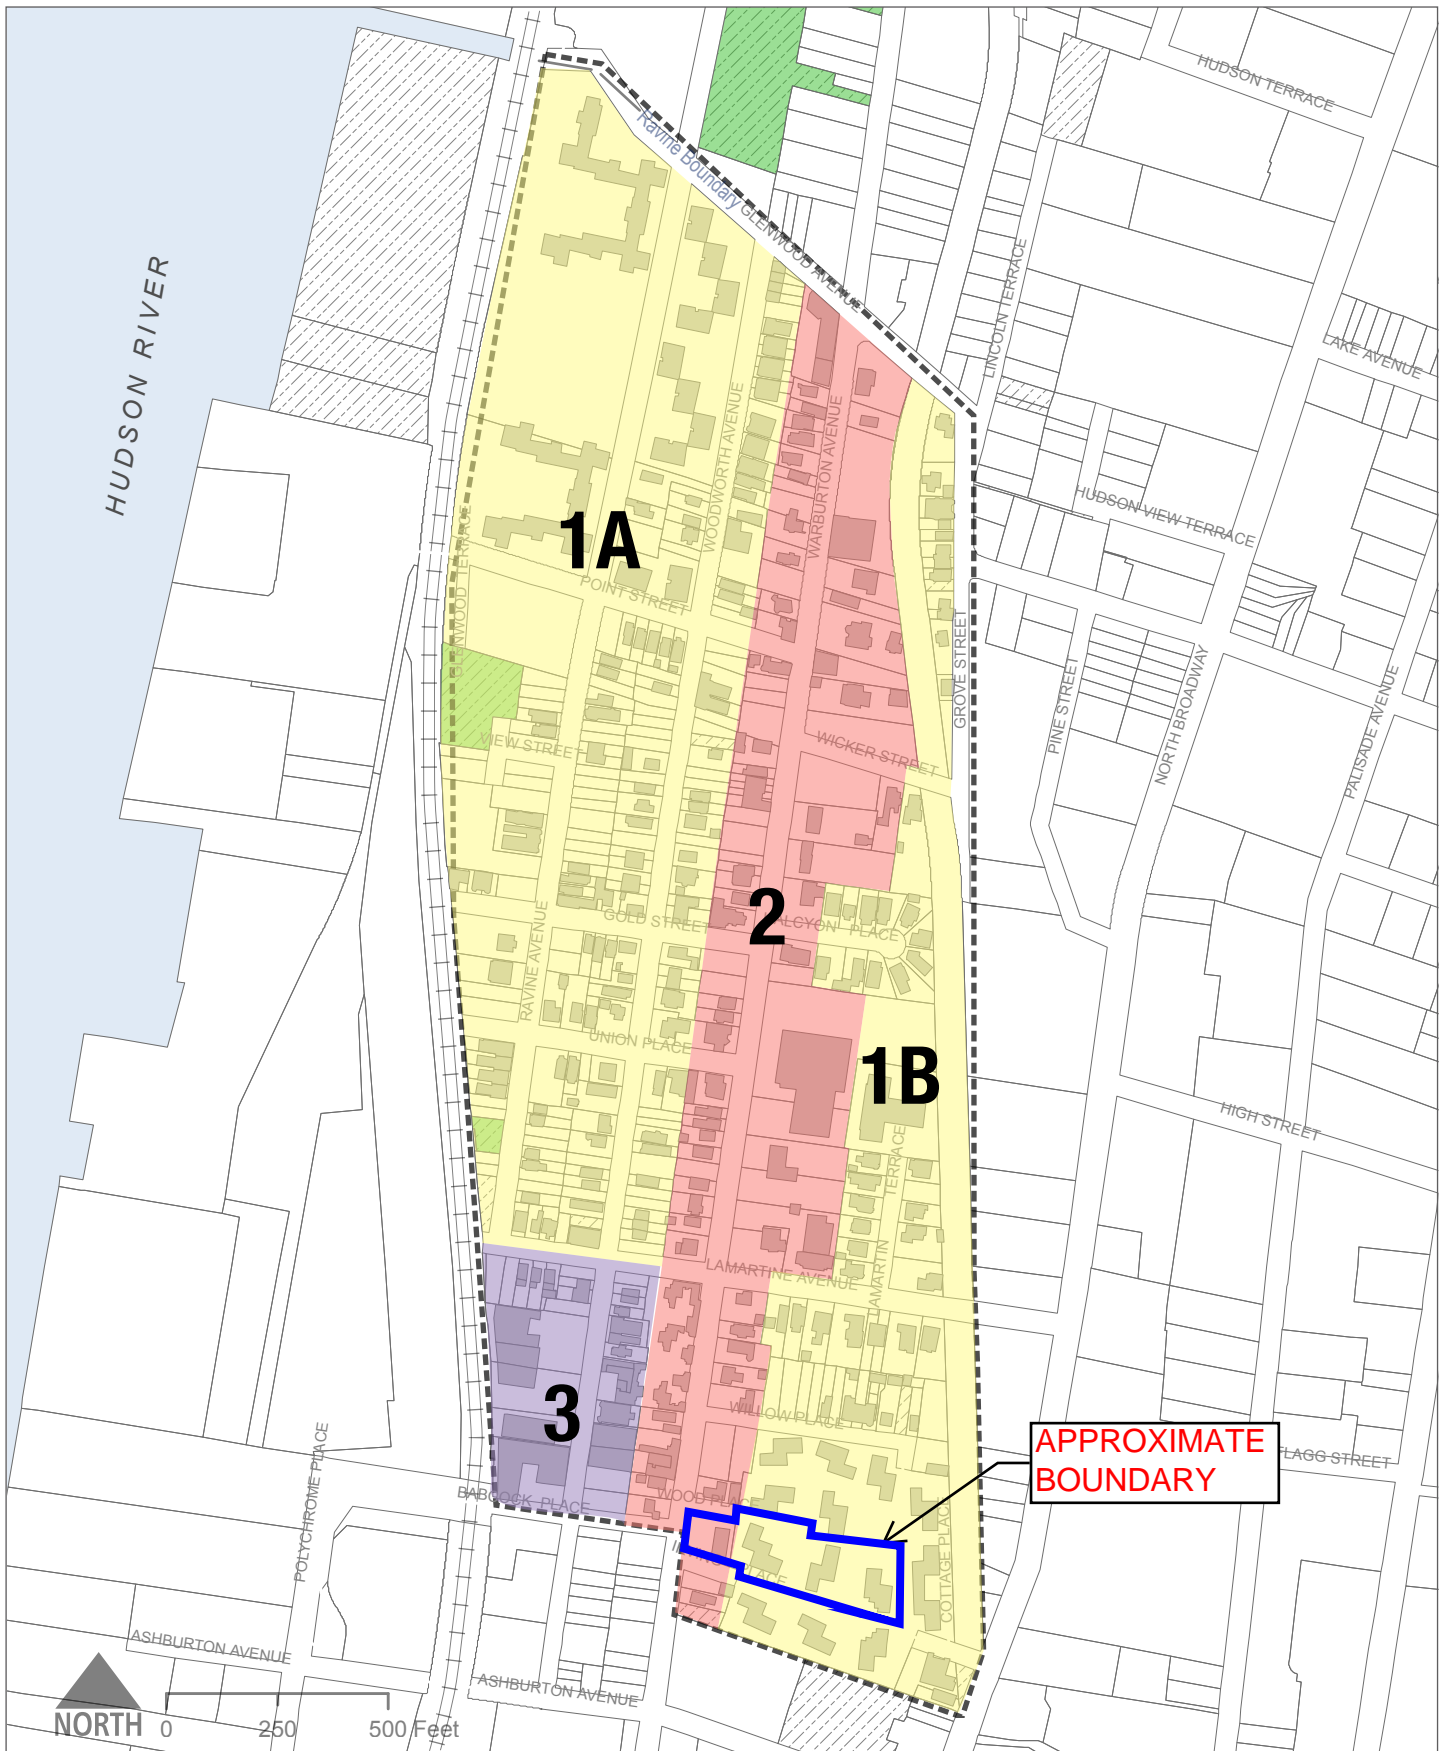 HUDSON TERRACE
Ravine Boundary
GLENWOOD AVENUE
LINCOLN TERRACE
HUDSON RIVER
LAKE AVENUE
WOODWORTH AVENUE
WARBURTON AVENUE
1A
GLENWOOD TERRACE
HUDSON VIEW TERRACE
POINT STREET
GROVE STREET
PINE STREET
NORTH BROADWAY
PALISADE AVENUE
VIEW STREET
WICKER STREET
2
GOLD STREET
HALCYON PLACE
RAVINE AVENUE
UNION PLACE
1B
HIGH STREET
TERRACE
LAMARTINE AVENUE
LAMARTIN
3
WILLOW PLACE
APPROXIMATE
BOUNDARY
FLAGG STREET
POLYCHROME PLACE
BABCOCK PLACE
WOOD PLACE
COTTAGE PLACE
PLACE
ASHBURTON AVENUE
ASHBURTON AVENUE
NORTH
0 250 500 Feet